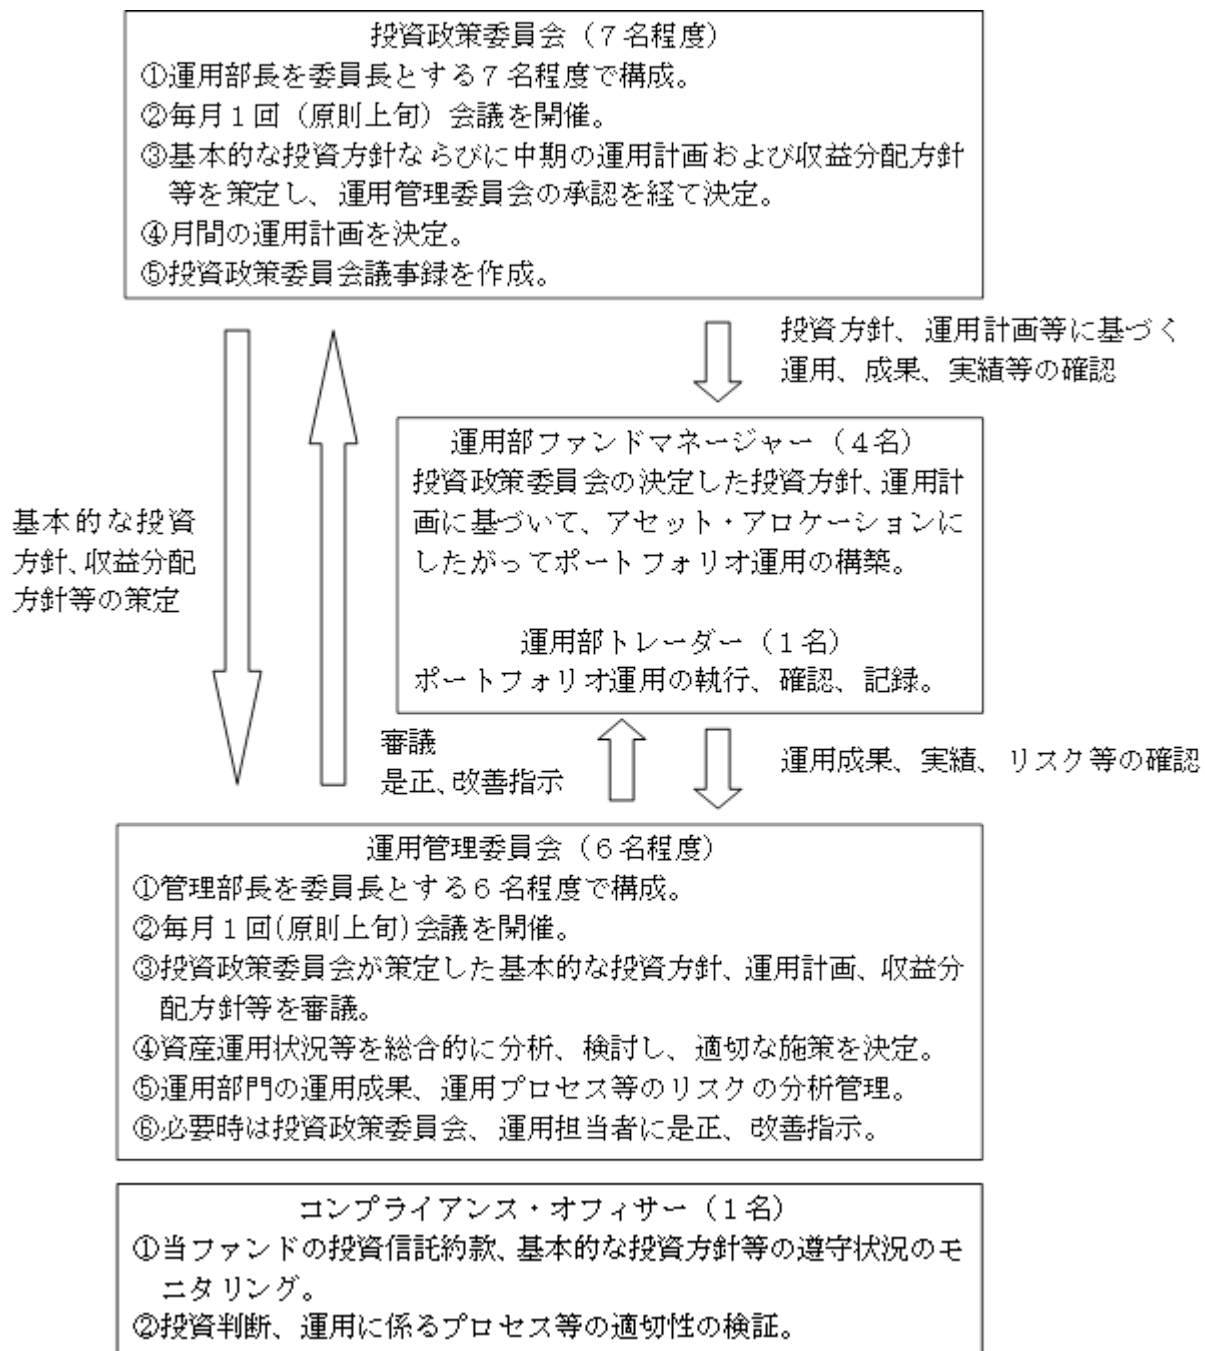 投資政策委員会（７名程度）
①運用部長を委員長とする７名程度で構成。
②毎月１回（原則上旬）会議を開催。
③基本的な投資方針ならびに中期の運用計画および収益分配方針
等を策定し、運用管理委員会の承認を経て決定。
④月間の運用計画を決定。
⑤投資政策委員会議事録を作成。
投資方針、運用計画等に基づく
運用、成果、実績等の確認
運用部ファンドマネージャー（４名）
投資政策委員会の決定した投資方針、運用計
画に基づいて、アセット・アロケーションに
したがってポートフォリオ運用の構築。
運用部トレーダー（１名）
ポートフォリオ運用の執行、確認、記録。
基本的な投資
方針、収益分配
方針等の策定
審議
是正、改善指示
運用成果、実績、リスク等の確認
運用管理委員会（６名程度）
①管理部長を委員長とする６名程度で構成。
②毎月１回(原則上旬)会議を開催。
③投資政策委員会が策定した基本的な投資方針、運用計画、収益分
配方針等を審議。
④資産運用状況等を総合的に分析、検討し、適切な施策を決定。
⑤運用部門の運用成果、運用プロセス等のリスクの分析管理。
⑥必要時は投資政策委員会、運用担当者に是正、改善指示。
コンプライアンス・オフィサー（１名）
①当ファンドの投資信託約款、基本的な投資方針等の遵守状況のモ
ニタリング。
②投資判断、運用に係るプロセス等の適切性の検証。